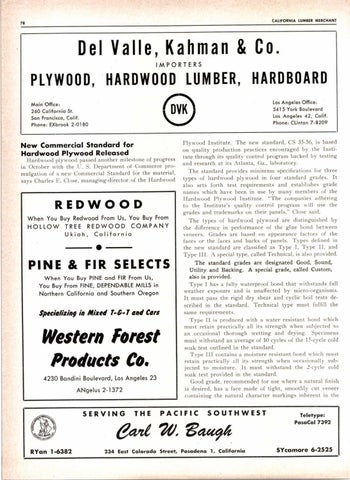 78
CALIFORNIA LUMBER MERCHANT
Del Valle, Kahman & Co.
IMPORTERS
PLYWOOD, HARDWOOD LUMBER, HARDBOARD
Main Office:
260 California St.
San Francisco, Calif.
Phone: EXbrook 2-0180
DVK
Los Angeles Office:
5415 York Boulevard
Los Angeles 42, Calif.
Phone: CLinton 7-8209
New Commercial Standard for
Hardwood Plywood Released
Hardwood plywood passed another milestone of progress
in October with the U. S. Department of Commerce pro-
mulgation of a new Commercial Standard for the material,
says Charles E. Close, managing-director of the Hardwood
REDWOOD
When You Buy Redwood From Us, You Buy From
HOLLOW TREE REDWOOD COMPANY
Ukiah, California
PINE & FIR SELECTS
When You Buy PINE and FIR From Us,
You Buy From FINE, DEPENDABLE MILLS in
Northern California and Southern Oregon
Specializing in Mixed T-&-T and Cars
Western Forest
Products Co.
4230 Bandini Boulevard, Los Angeles 23
ANgelus 2-1372
Plywood Institute. The new standard, CS 35-56, is based
on quality production practices encouraged by the Insti-
tute through its quality control program backed by testing
and research at its Atlanta, Ga., laboratory.
The standard provides minimum specifications for three
types of hardwood plywood in four standard grades. It
also sets forth test requirements and establishes grade
names which have been in use by many members of the
Hardwood Plywood Institute. "The companies adhering
to the Institute's quality control program will use the
grades and trademarks on their panels," Close said.
The types of hardwood plywood are distinguished by
the difference in performance of the glue bond between
veneers. Grades are based on appearance factors of the
faces or the faces and backs of panels. Types defined in
the new standard are classified as Type I, Type II, and
Type III. A special type, called Technical, is also provided.
The standard grades are designated Good, Sound,
Utility and Backing. A special grade, called Custom,
also is provided.
Type I has a fully waterproof bond that withstands full
weather exposure and is unaffected by micro-organisms.
It must pass the rigid dry shear and cyclic boil tests de-
scribed in the standard. Technical type must fulfill the
same requirements.
Type II is produced with a water resistant bond which
must retain practically all its strength when subjected to
an occasional thorough wetting and drying. Specimens
must withstand an average of 10 cycles of the 15-cycle cold
soak test outlined in the standard.
Type III contains a moisture resistant bond which must
retain practically all its strength when occasionally sub-
jected to moisture. It must withstand the 2-cycle cold
soak test provided in the standard.
Good grade, recommended for use where a natural finish
is desired, has a face made of tight, smoothly cut veneer
containing the natural character markings inherent in the
SERVING THE PACIFIC SOUTHWEST
Carl W. Baugh
Teletype:
PasaCal 7392
RYan 1-6382
234 East Colorado Street, Pasadena 1, California
SYcamore 6-2525